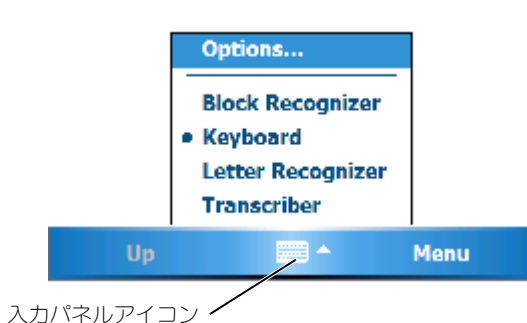 Options...
Block Recognizer
Keyboard
Letter Recognizer
Transcriber
Up
Menu
入力パネルアイコン